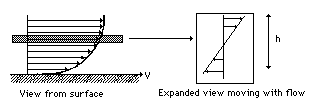 h
V
View from surface
Expanded view moving with flow